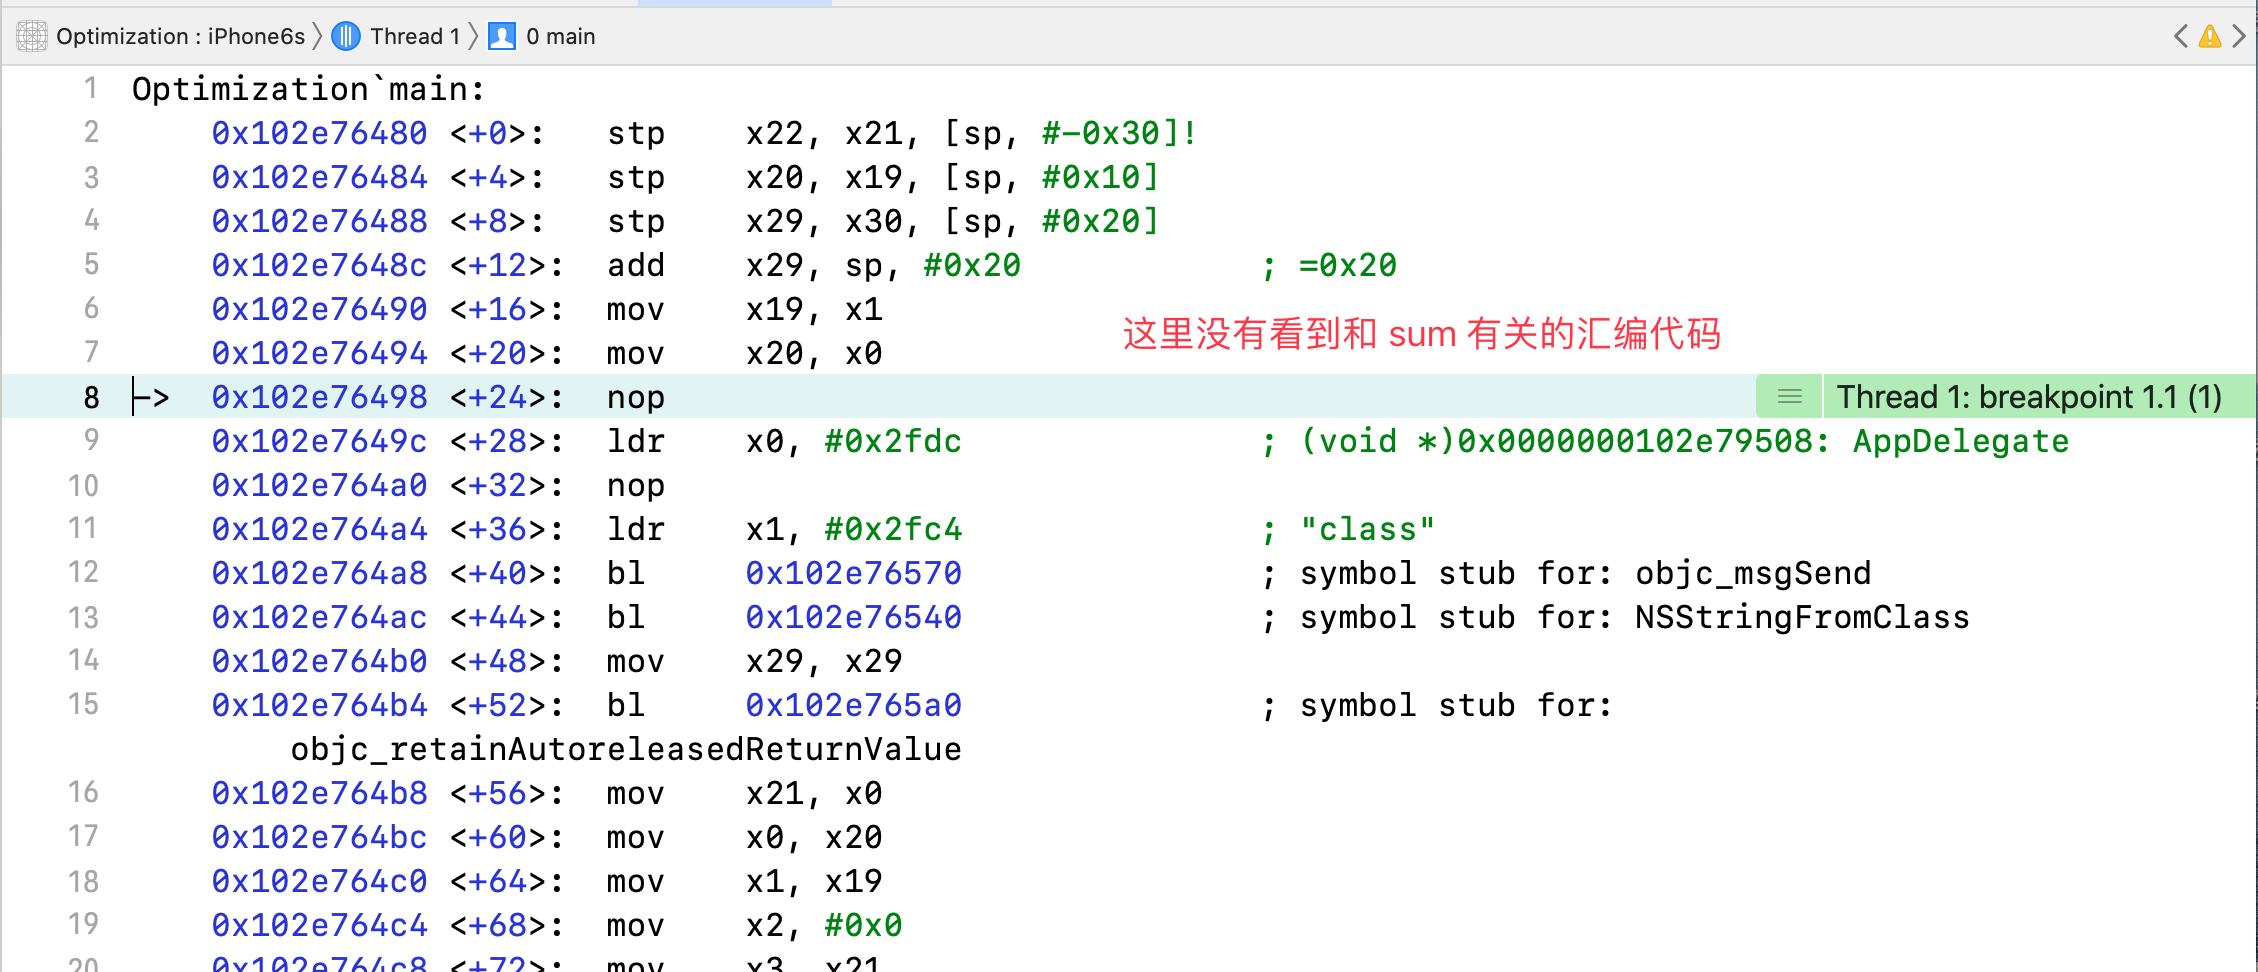 Optimization : iPhone6s 〉 Thread 1 〉 0 main
1 Optimization`main:
2 0x102e76480 <+0>: stp x22, x21, [sp, #-0x30]!
3 0x102e76484 <+4>: stp x20, x19, [sp, #0x10]
4 0x102e76488 <+8>: stp x29, x30, [sp, #0x20]
5 0x102e7648c <+12>: add x29, sp, #0x20 ; =0x20
6 0x102e76490 <+16>: mov x19, x1
这里没有看到和 sum 有关的汇编代码
7 0x102e76494 <+20>: mov x20, x0
8 -> 0x102e76498 <+24>: nop Thread 1: breakpoint 1.1 (1)
9 0x102e7649c <+28>: ldr x0, #0x2fdc ; (void *)0x0000000102e79508: AppDelegate
10 0x102e764a0 <+32>: nop
11 0x102e764a4 <+36>: ldr x1, #0x2fc4 ; "class"
12 0x102e764a8 <+40>: bl 0x102e76570 ; symbol stub for: objc_msgSend
13 0x102e764ac <+44>: bl 0x102e76540 ; symbol stub for: NSStringFromClass
14 0x102e764b0 <+48>: mov x29, x29
15 0x102e764b4 <+52>: bl 0x102e765a0 ; symbol stub for:
objc_retainAutoreleasedReturnValue
16 0x102e764b8 <+56>: mov x21, x0
17 0x102e764bc <+60>: mov x0, x20
18 0x102e764c0 <+64>: mov x1, x19
19 0x102e764c4 <+68>: mov x2, #0x0
20 0x102e764c8 <+72>: mov x3, x21